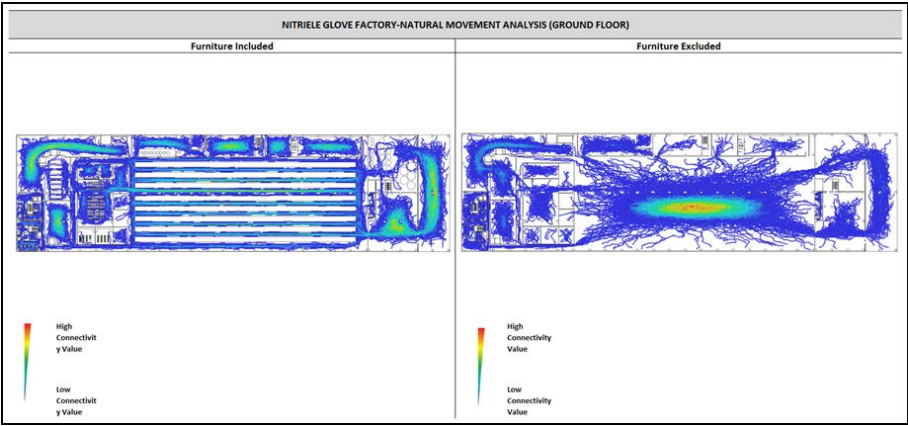 NITRIELE GLOVE FACTORY-NATURAL MOVEMENT ANALYSIS (GROUND FLOOR)
Furniture Included
Furniture Excluded
High
Connectivit
y Value
Low
Connectivit
y Value
High
Connectivity
Value
Low
Connectivity
Value